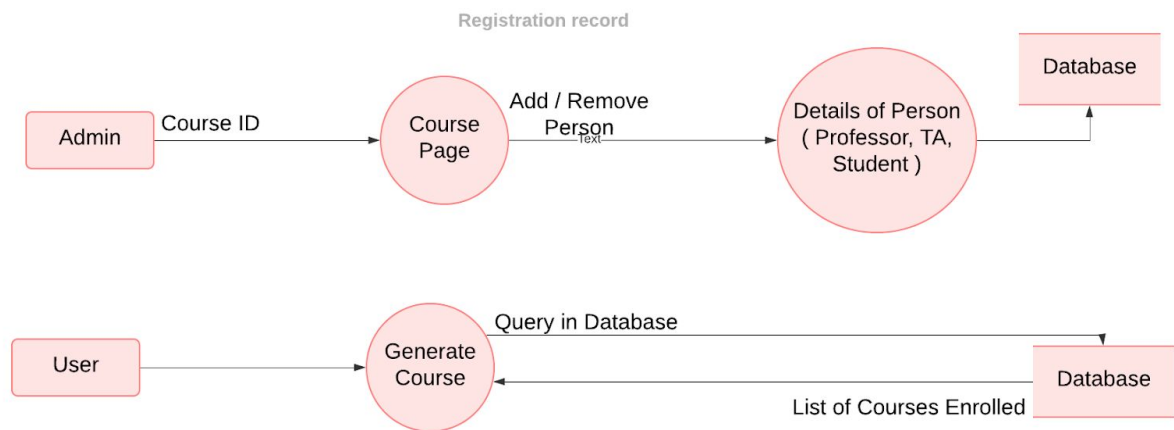 Registration record
Admin
Course ID
Course
Page
Add / Remove
Person
Text
Details of Person
( Professor, TA,
Student )
Database
User
Generate
Course
Query in Database
Database
List of Courses Enrolled